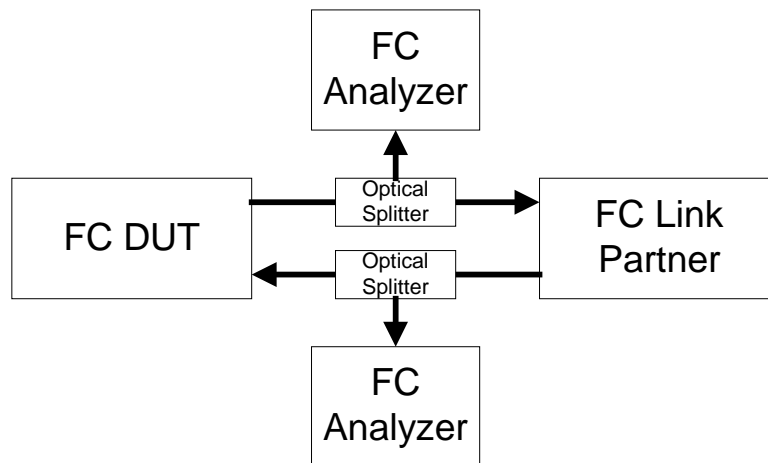 FC
Analyzer
Optical
Splitter
FC DUT
FC Link
Partner
Optical
Splitter
FC
Analyzer